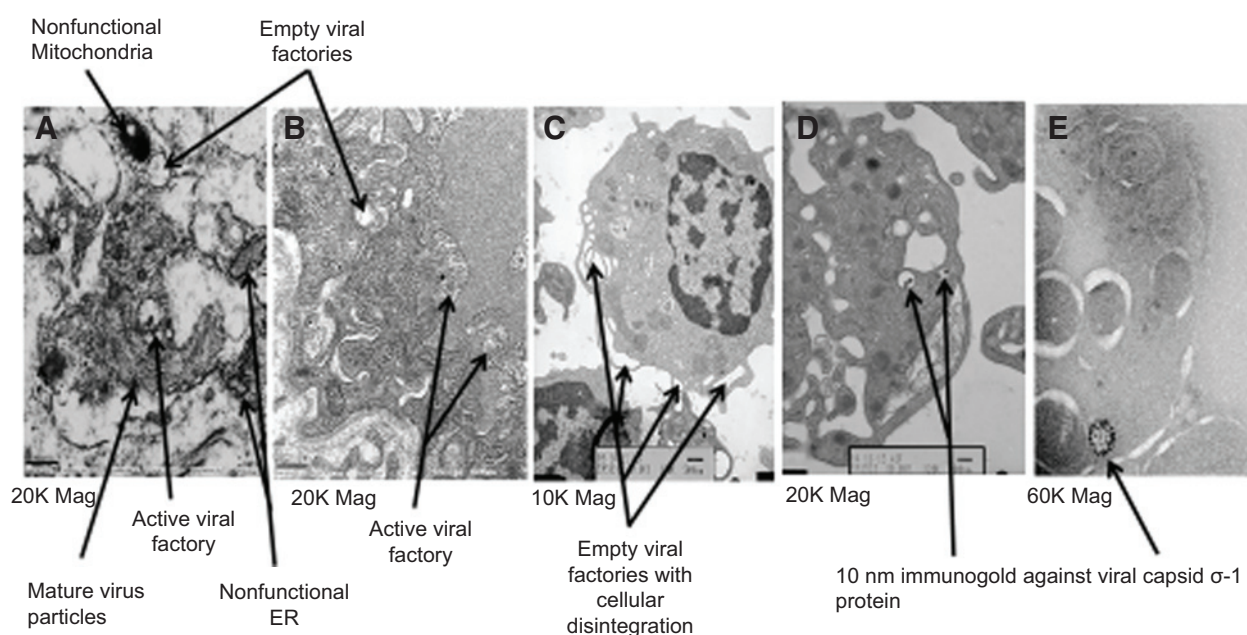 Nonfunctional
Mitochondria
Empty viral
factories
A
B
C
D
E
20K Mag
20K Mag
10K Mag
20K Mag
60K Mag
Active viral
factory
Active viral
factory
Mature virus
particles
Nonfunctional
ER
Empty viral
factories with
cellular
disintegration
10 nm immunogold against viral capsid σ-1
protein